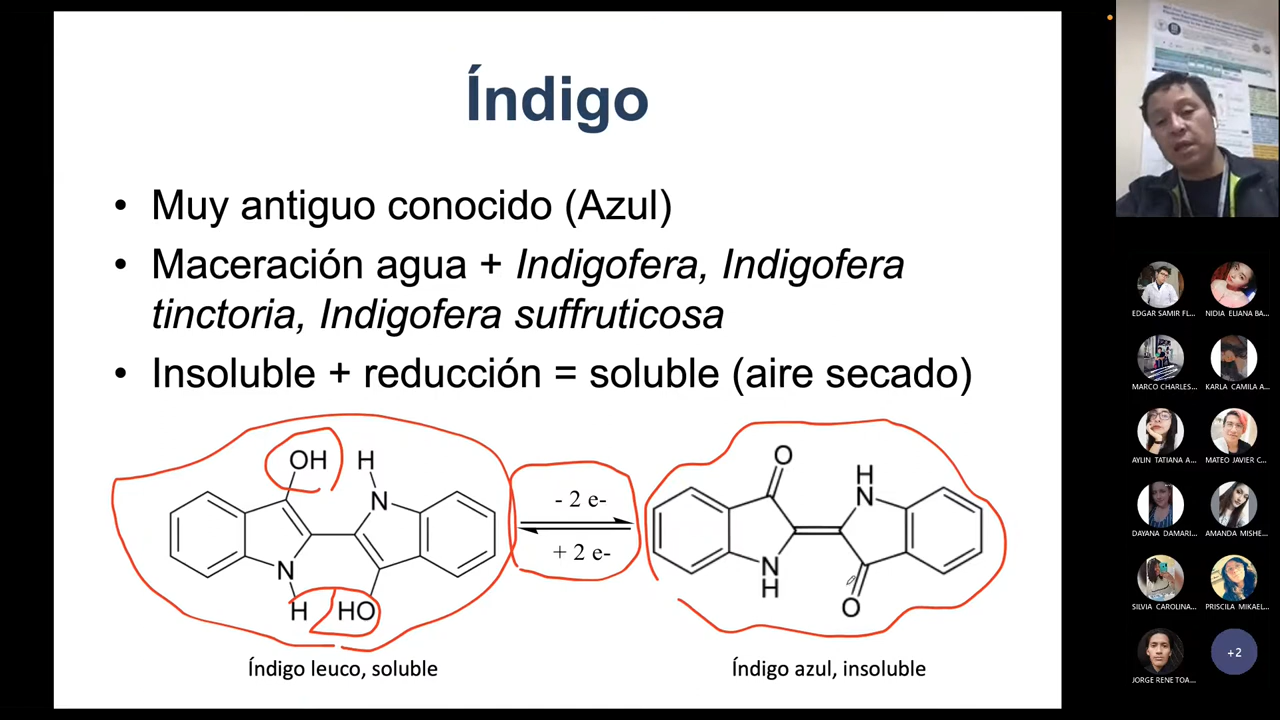 Índigo
• Muy antiguo conocido (Azul)
• Maceración agua + Indigofera, Indigofera
tinctoria, Indigofera suffruticosa
• Insoluble + reducción = soluble (aire secado)
OH
H
N
N
H
HO
- 2 e-
+ 2 e-
O
H
N
N
H
O
Índigo leuco, soluble
Índigo azul, insoluble
EDGAR SAMIR FL...
NIDIA ELIANA BA...
MARCO CHARLES...
KARLA CAMILA A...
AYLIN TATIANA A...
MATEO JAVIER C...
DAYANA DAMARI...
AMANDA MISHE...
SILVIA CAROLINA...
PRISCILA MIKAEL...
JORGE RENE TOA...
+2